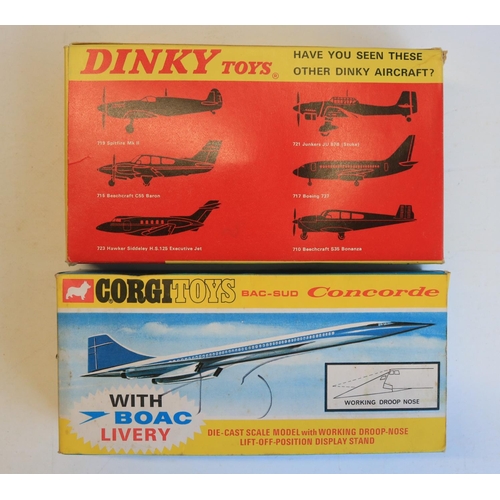 DINKY TOYS®
HAVE YOU SEEN THESE
OTHER DINKY AIRCRAFT?
719 Spitfire Mk II
721 Junkers JU 87B (Stuka)
715 Beechcraft C55 Baron
717 Boeing 737
723 Hawker Siddeley H.S.125 Executive Jet
710 Beechcraft S35 Bonanza
CORGI TOYS
BAC-SUD Concorde
WITH
BOAC
LIVERY
WORKING DROOP NOSE
DIE-CAST SCALE MODEL with WORKING DROOP-NOSE
LIFT-OFF-POSITION DISPLAY STAND